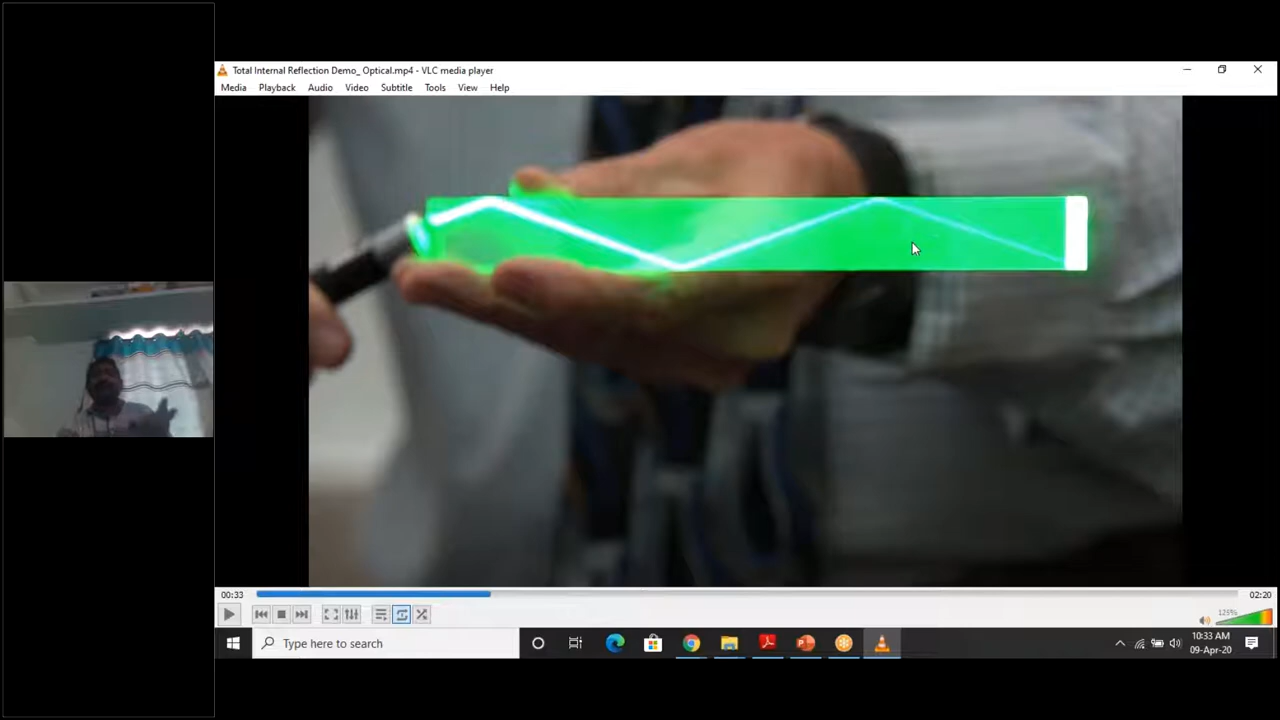 Total Internal Reflection Demo_ Optical.mp4 - VLC media player
Media Playback Audio Video Subtitle Tools View Help
00:33
02:20
125%
Type here to search
10:33 AM
09-Apr-20